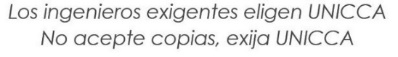 Los ingenieros exigentes eligen UNICCA
No acepte copias, exija UNICCA